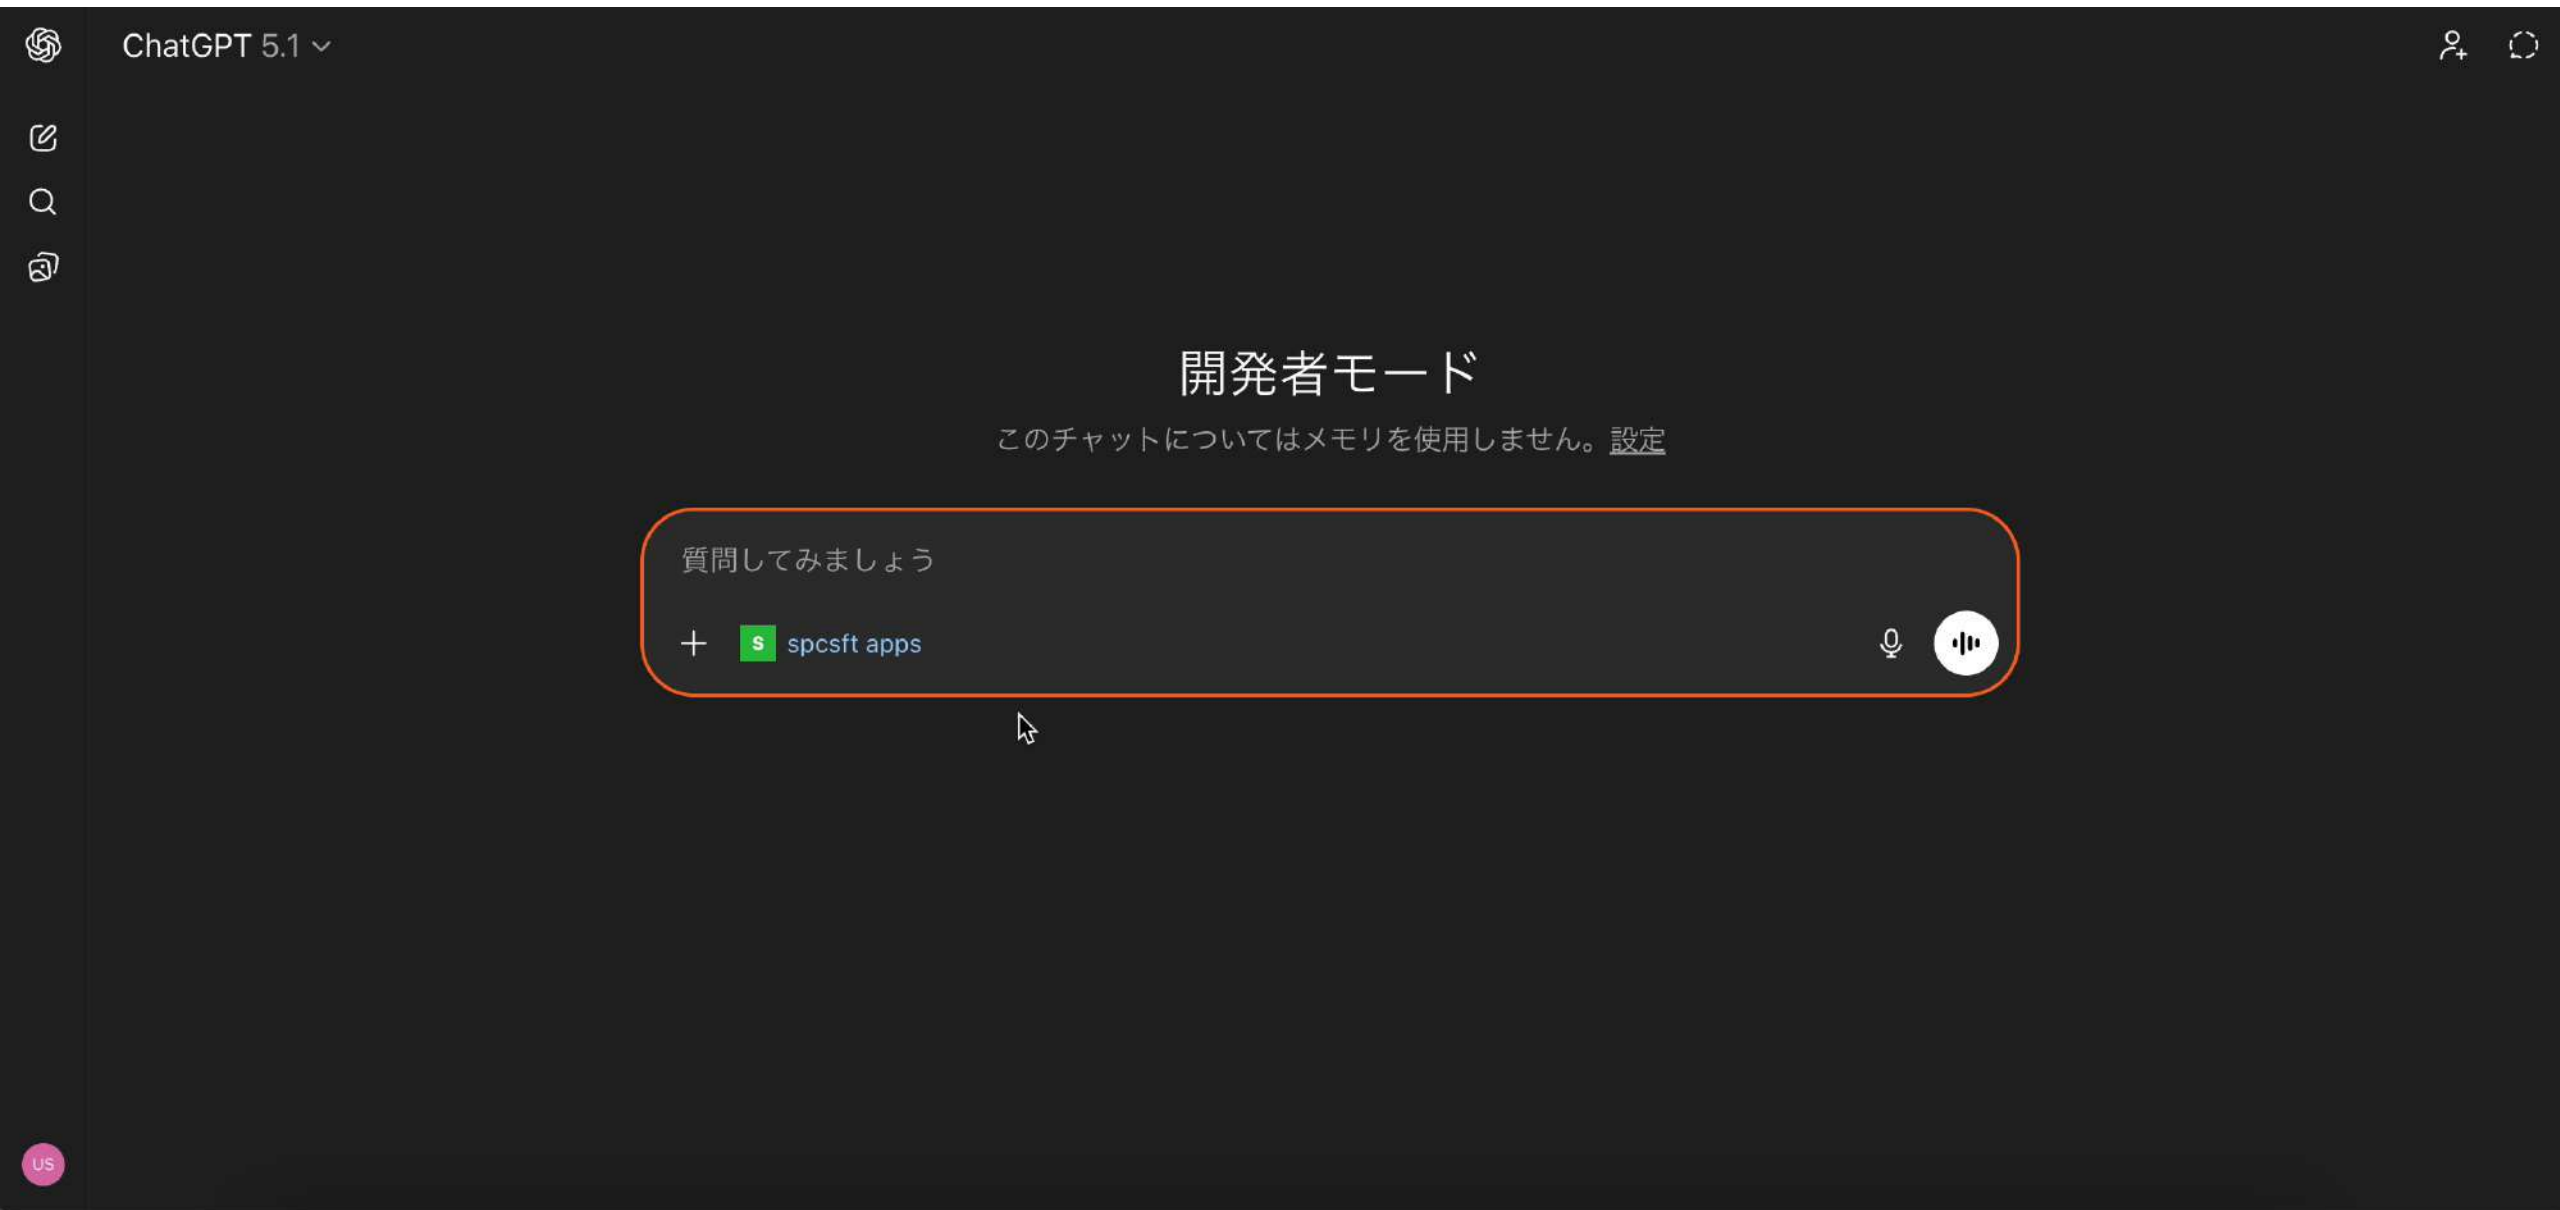 ChatGPT 5.1
開発者モード
このチャットについてはメモリを使用しません。設定
質問してみましょう
S spcsft apps
US